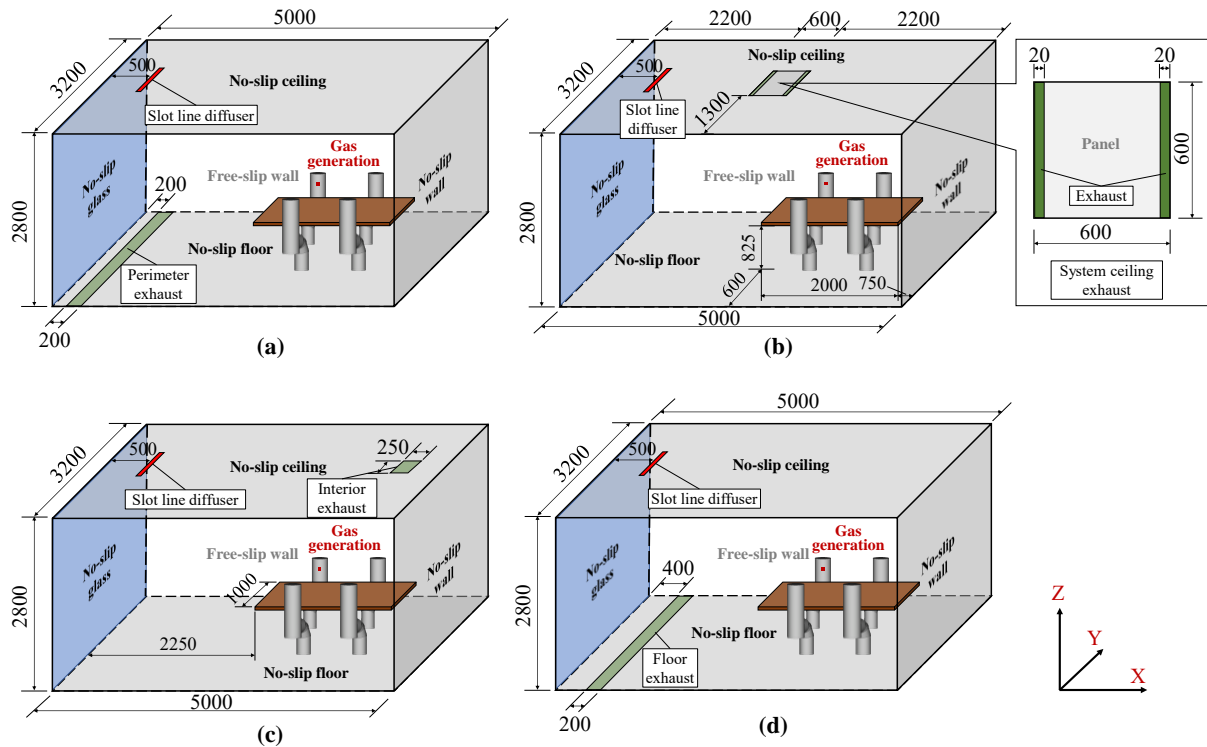 5000
3200
500
No-slip ceiling
Slot line diffuser
Gas
generation
Free-slip wall
No-slip
glass
No-slip
wall
200
2800
No-slip floor
Perimeter
exhaust
200
(a)
2200
600
2200
3200
500
No-slip ceiling
Slot line
diffuser
1300
Gas
generation
Free-slip wall
No-slip
glass
No-slip
wall
2800
No-slip floor
825
600
2000
750
5000
(b)
20
20
Panel
600
Exhaust
600
System ceiling
exhaust
3200
500
No-slip ceiling
250
Slot line diffuser
Interior
exhaust
Gas
generation
Free-slip wall
No-slip
glass
No-slip
wall
1000
2800
2250
No-slip floor
5000
(c)
5000
3200
500
No-slip ceiling
Slot line diffuser
Gas
generation
Free-slip wall
No-slip
glass
No-slip
wall
400
2800
No-slip floor
Floor
exhaust
200
(d)
Z
Y
X